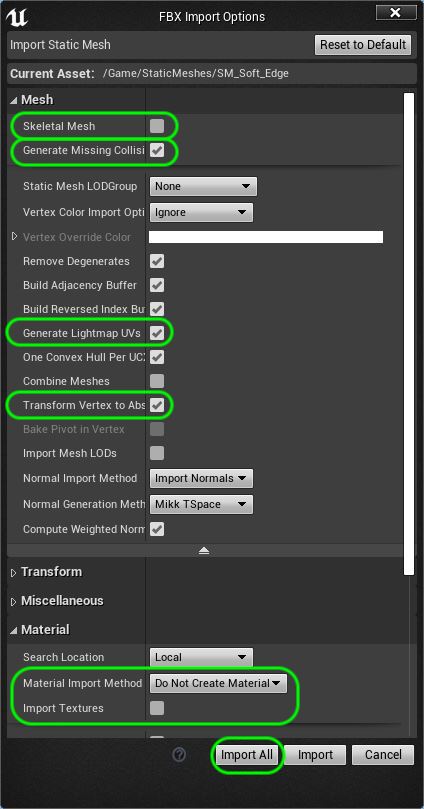 FBX Import Options
Import Static Mesh
Reset to Default
Current Asset: /Game/StaticMeshes/SM_Soft_Edge
Mesh
Skeletal Mesh
Generate Missing Collisi
Static Mesh LODGroup None
Vertex Color Import Opti Ignore
Vertex Override Color
Remove Degenerates
Build Adjacency Buffer
Build Reversed Index Bu
Generate Lightmap UVs
One Convex Hull Per UCX
Combine Meshes
Transform Vertex to Abs
Bake Pivot in Vertex
Import Mesh LODs
Normal Import Method Import Normals
Normal Generation Meth Mikk TSpace
Compute Weighted Norm
Transform
Miscellaneous
Material
Search Location Local
Material Import Method Do Not Create Material
Import Textures
? Import All Import Cancel